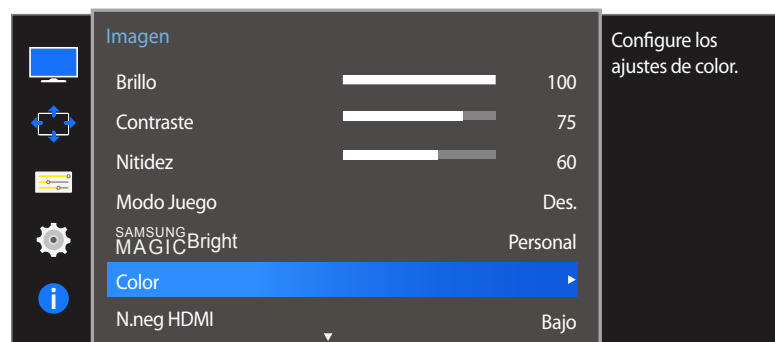 Imagen
Brillo 100
Contraste 75
Nitidez 60
Modo Juego Des.
SAMSUNG MAGICBright Personal
Color
N.neg HDMI Bajo
Configure los
ajustes de color.